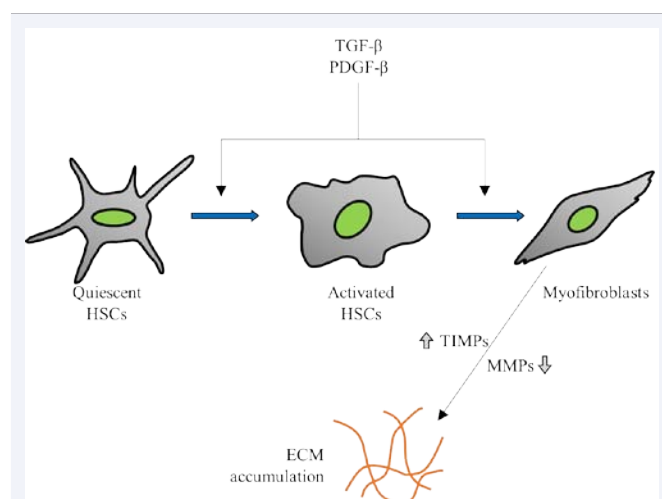 TGF-β
PDGF-β
Quiescent
HSCs
Activated
HSCs
Myofibroblasts
TIMPs
MMPs
ECM
accumulation